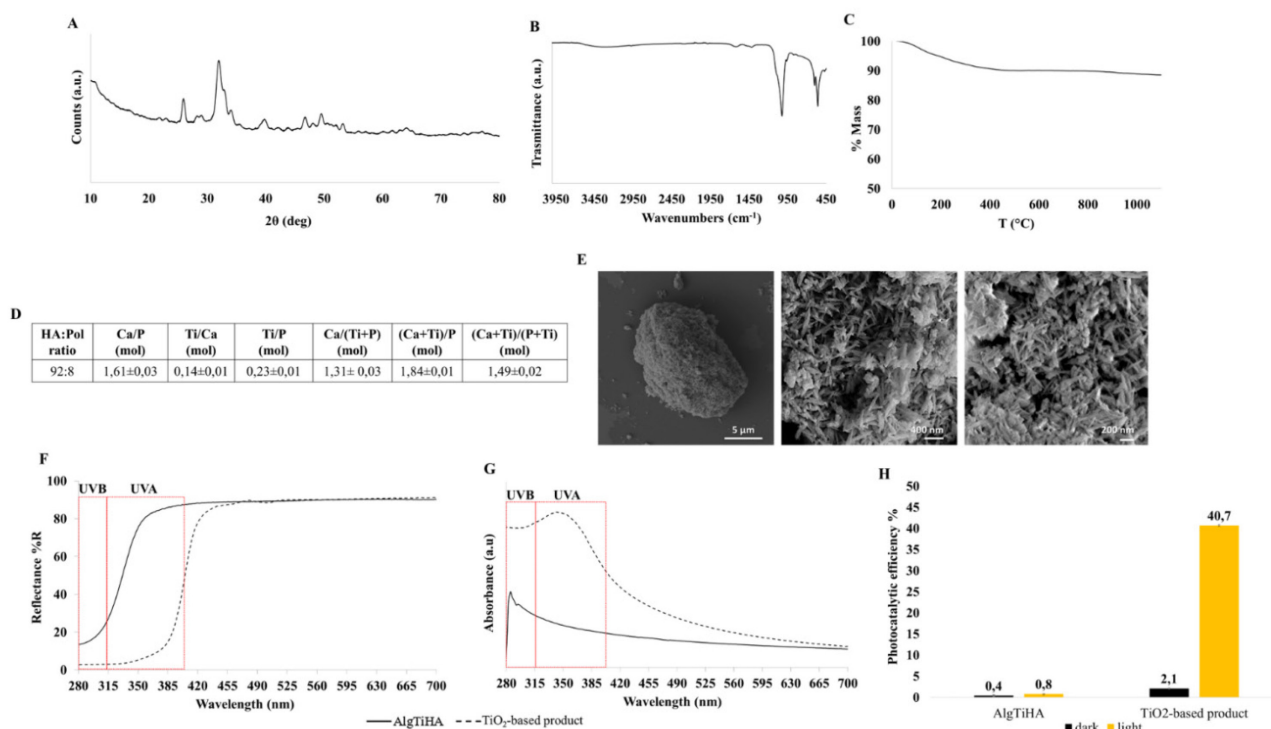 A
Counts (a.u.)
10 20 30 40 50 60 70 80
2θ (deg)
B
Trasmittance (a.u.)
3950 3450 2950 2450 1950 1450 950 450
Wavenumbers (cm⁻¹)
C
% Mass
100
90
80
70
60
50
0 200 400 600 800 1000
T (°C)
D
HA:Pol ratio Ca/P (mol) Ti/Ca (mol) Ti/P (mol) Ca/(Ti+P) (mol) (Ca+Ti)/P (mol) (Ca+Ti)/(P+Ti) (mol)
92:8 1,61±0,03 0,14±0,01 0,23±0,01 1,31± 0,03 1,84±0,01 1,49±0,02
E
5 µm
400 nm
200 nm
F
UVB UVA
Reflectance %R
100
80
60
40
20
0
280 315 350 385 420 455 490 525 560 595 630 665 700
Wavelength (nm)
G
UVB UVA
Absorbance (a.u)
280 315 350 385 420 455 490 525 560 595 630 665 700
Wavelength (nm)
AlgTiHA TiO₂-based product
H
Photocatalytic efficiency %
50
45
40
35
30
25
20
15
10
5
0
0,4 0,8 2,1 40,7
AlgTiHA TiO2-based product
dark light